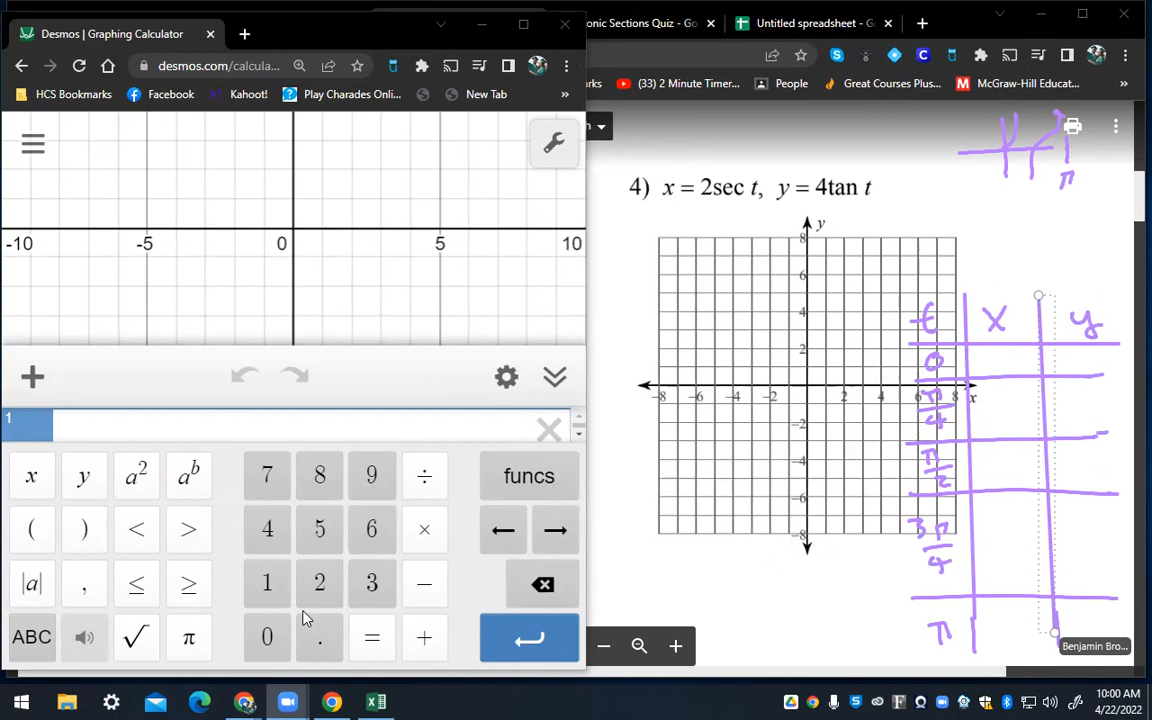 Desmos | Graphing Calculator
desmos.com/calcula...
HCS Bookmarks
Facebook
Kahoot!
Play Charades Onli...
New Tab
»
-10
-5
0
5
10
1
x
y
a²
aᵇ
7
8
9
÷
funcs
(
)
<
>
4
5
6
×
|a|
,
≤
≥
1
2
3
−
ABC
√
π
0
.
=
+
onic Sections Quiz - Go
Untitled spreadsheet -
rks
(33) 2 Minute Timer...
People
Great Courses Plus...
McGraw-Hill Educat...
π
4) x = 2sec t, y = 4tan t
y
8
6
4
2
-8 -6 -4 -2 2 4 6 8 x
-2
-4
-6
-8
t x y
0
π/4
π/2
3π/4
π
Benjamin Bro...
10:00 AM
4/22/2022